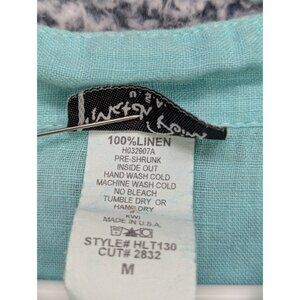 100%LINEN
H032907A
PRE-SHRUNK
INSIDE OUT
HAND WASH COLD
MACHINE WASH COLD
NO BLEACH
TUMBLE DRY OR
HANG DRY
KWI
MADE IN U.S.A.
STYLE# HLT130
CUT# 2832
M